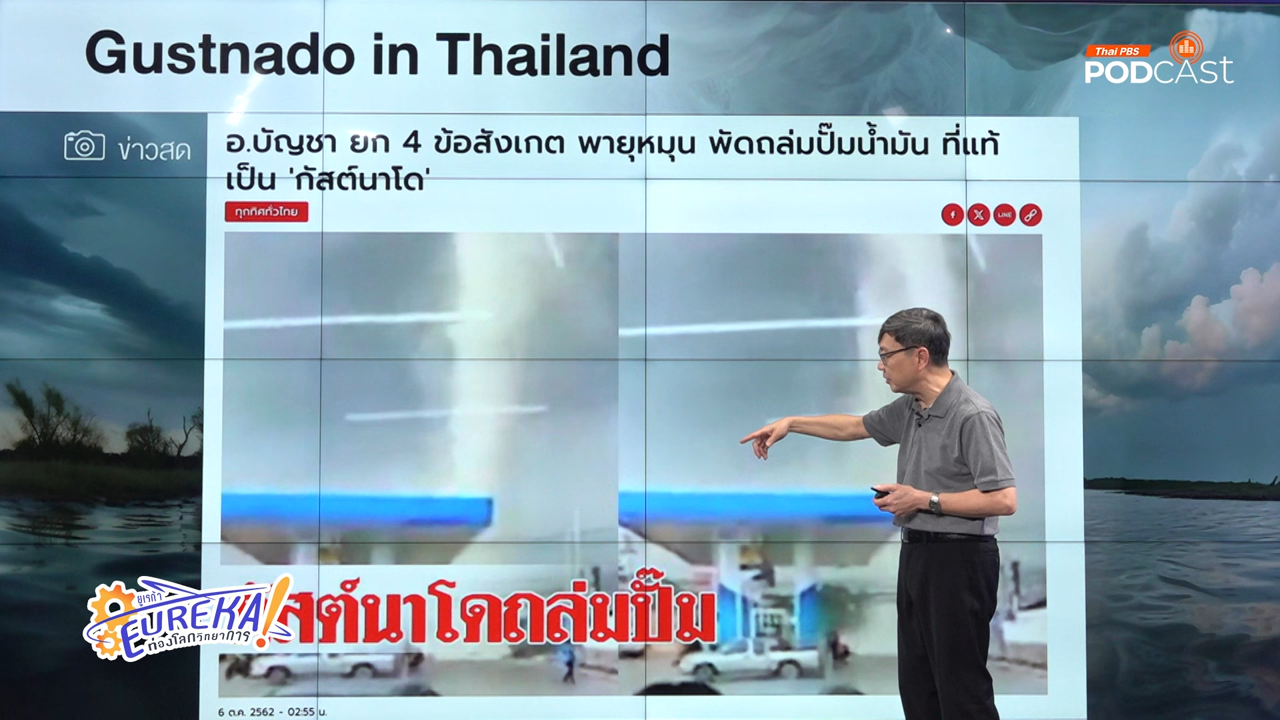 Gustnado in Thailand
Thai PBS
PODCAST
ข่าวสด
อ.บัญชา ยก 4 ข้อสังเกต พายุหมุน พัดถล่มปั๊มน้ำมัน ที่แท้
เป็น 'กัสต์นาโด'
ทุกทิศทั่วไทย
LINE
สต์นาโดถล่มปั๊ม
ยูเรก้า
EUREKA!
ท่องโลกวิทยาการ
6 ต.ค. 2562 - 02:55 น.